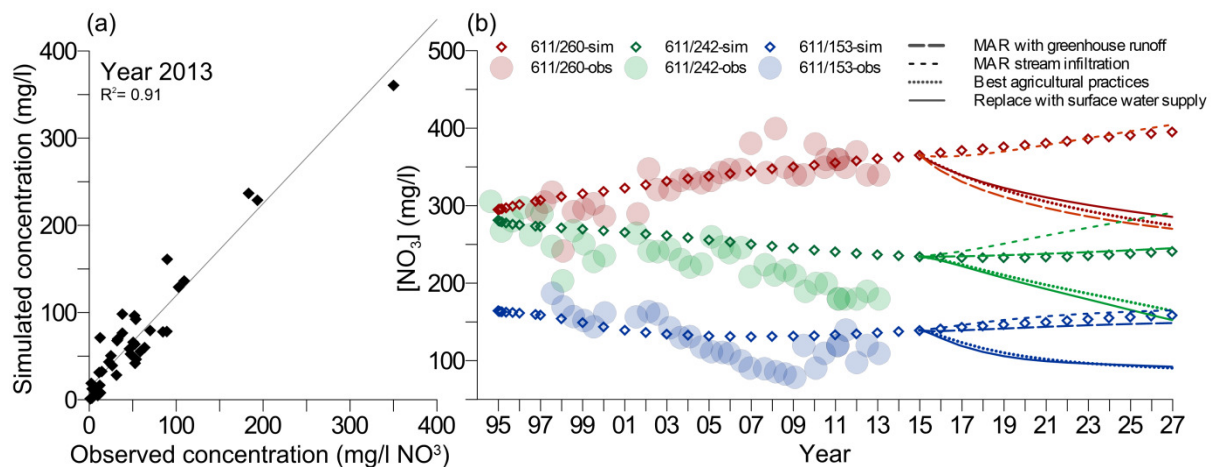 (a)
Year 2013
R²= 0.91
Simulated concentration (mg/l)
400
300
200
100
0
0 100 200 300 400
Observed concentration (mg/l NO³)
(b)
611/260-sim 611/242-sim 611/153-sim
611/260-obs 611/242-obs 611/153-obs
MAR with greenhouse runoff
MAR stream infiltration
Best agricultural practices
Replace with surface water supply
[NO₃] (mg/l)
500
400
300
200
100
95 97 99 01 03 05 07 09 11 13 15 17 19 21 23 25 27
Year